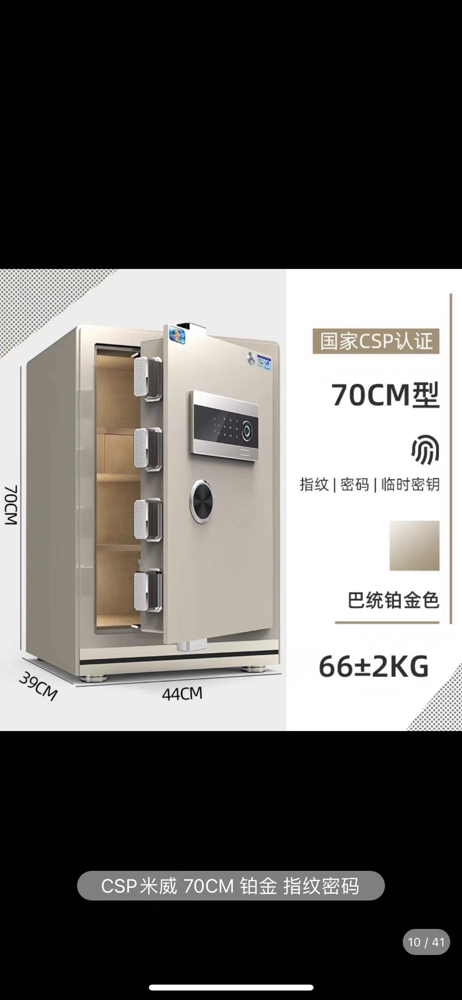 国家CSP认证
70CM型
指纹 | 密码 | 临时密钥
巴统铂金色
66±2KG
70CM
39CM
44CM
CSP米威 70CM 铂金 指纹密码
10 / 41